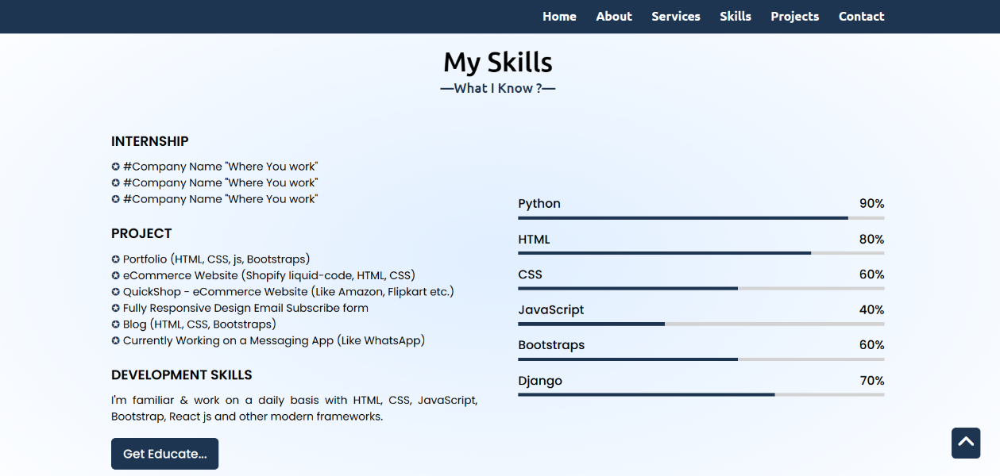 Home About Services Skills Projects Contact
My Skills
—What I Know ?—
INTERNSHIP
✪ #Company Name "Where You work"
✪ #Company Name "Where You work"
✪ #Company Name "Where You work"
PROJECT
✪ Portfolio (HTML, CSS, js, Bootstraps)
✪ eCommerce Website (Shopify liquid-code, HTML, CSS)
✪ QuickShop - eCommerce Website (Like Amazon, Flipkart etc.)
✪ Fully Responsive Design Email Subscribe form
✪ Blog (HTML, CSS, Bootstraps)
✪ Currently Working on a Messaging App (Like WhatsApp)
DEVELOPMENT SKILLS
I'm familiar & work on a daily basis with HTML, CSS, JavaScript,
Bootstrap, React js and other modern frameworks.
Get Educate...
Python 90%
HTML 80%
CSS 60%
JavaScript 40%
Bootstraps 60%
Django 70%